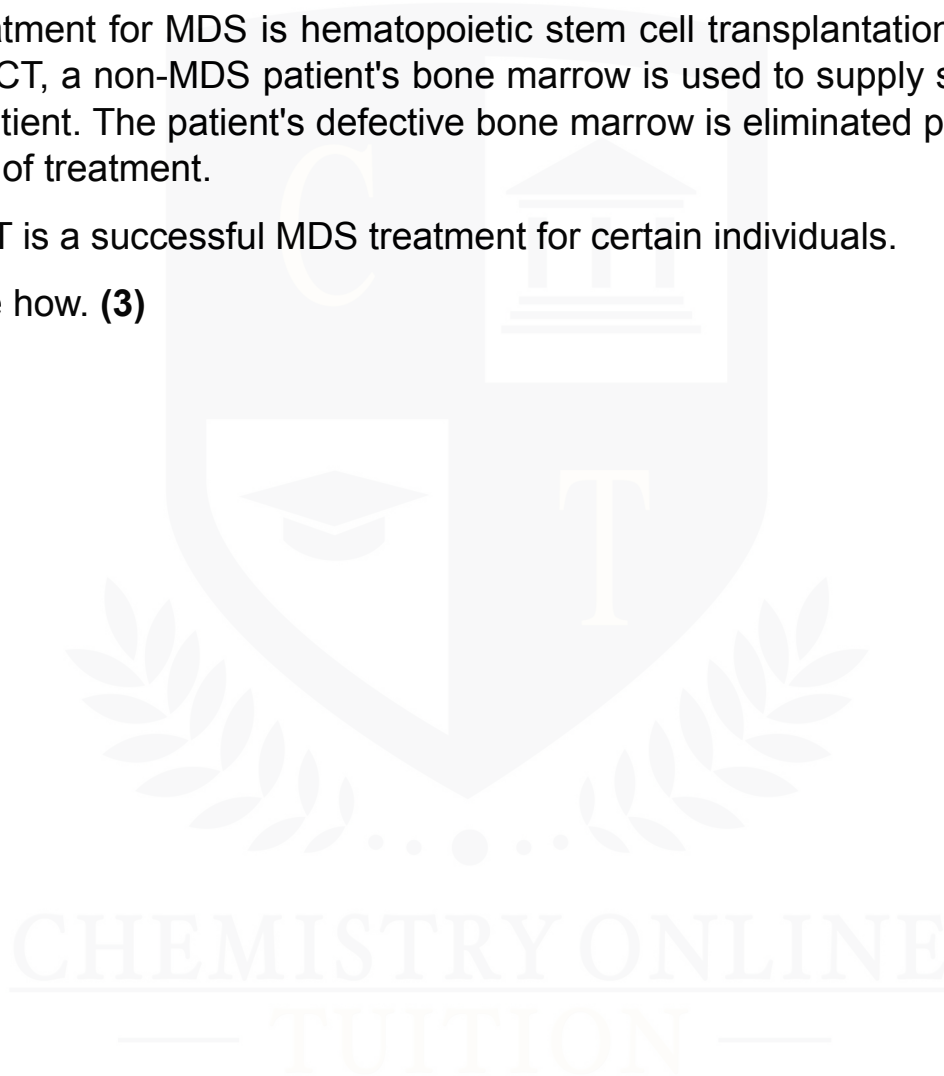 atment for MDS is hematopoietic stem cell transplantation
CT, a non-MDS patient's bone marrow is used to supply s
tient. The patient's defective bone marrow is eliminated p
of treatment.
T is a successful MDS treatment for certain individuals.
e how. (3)
C
T
CHEMISTRY ONLINE
— TUITION —